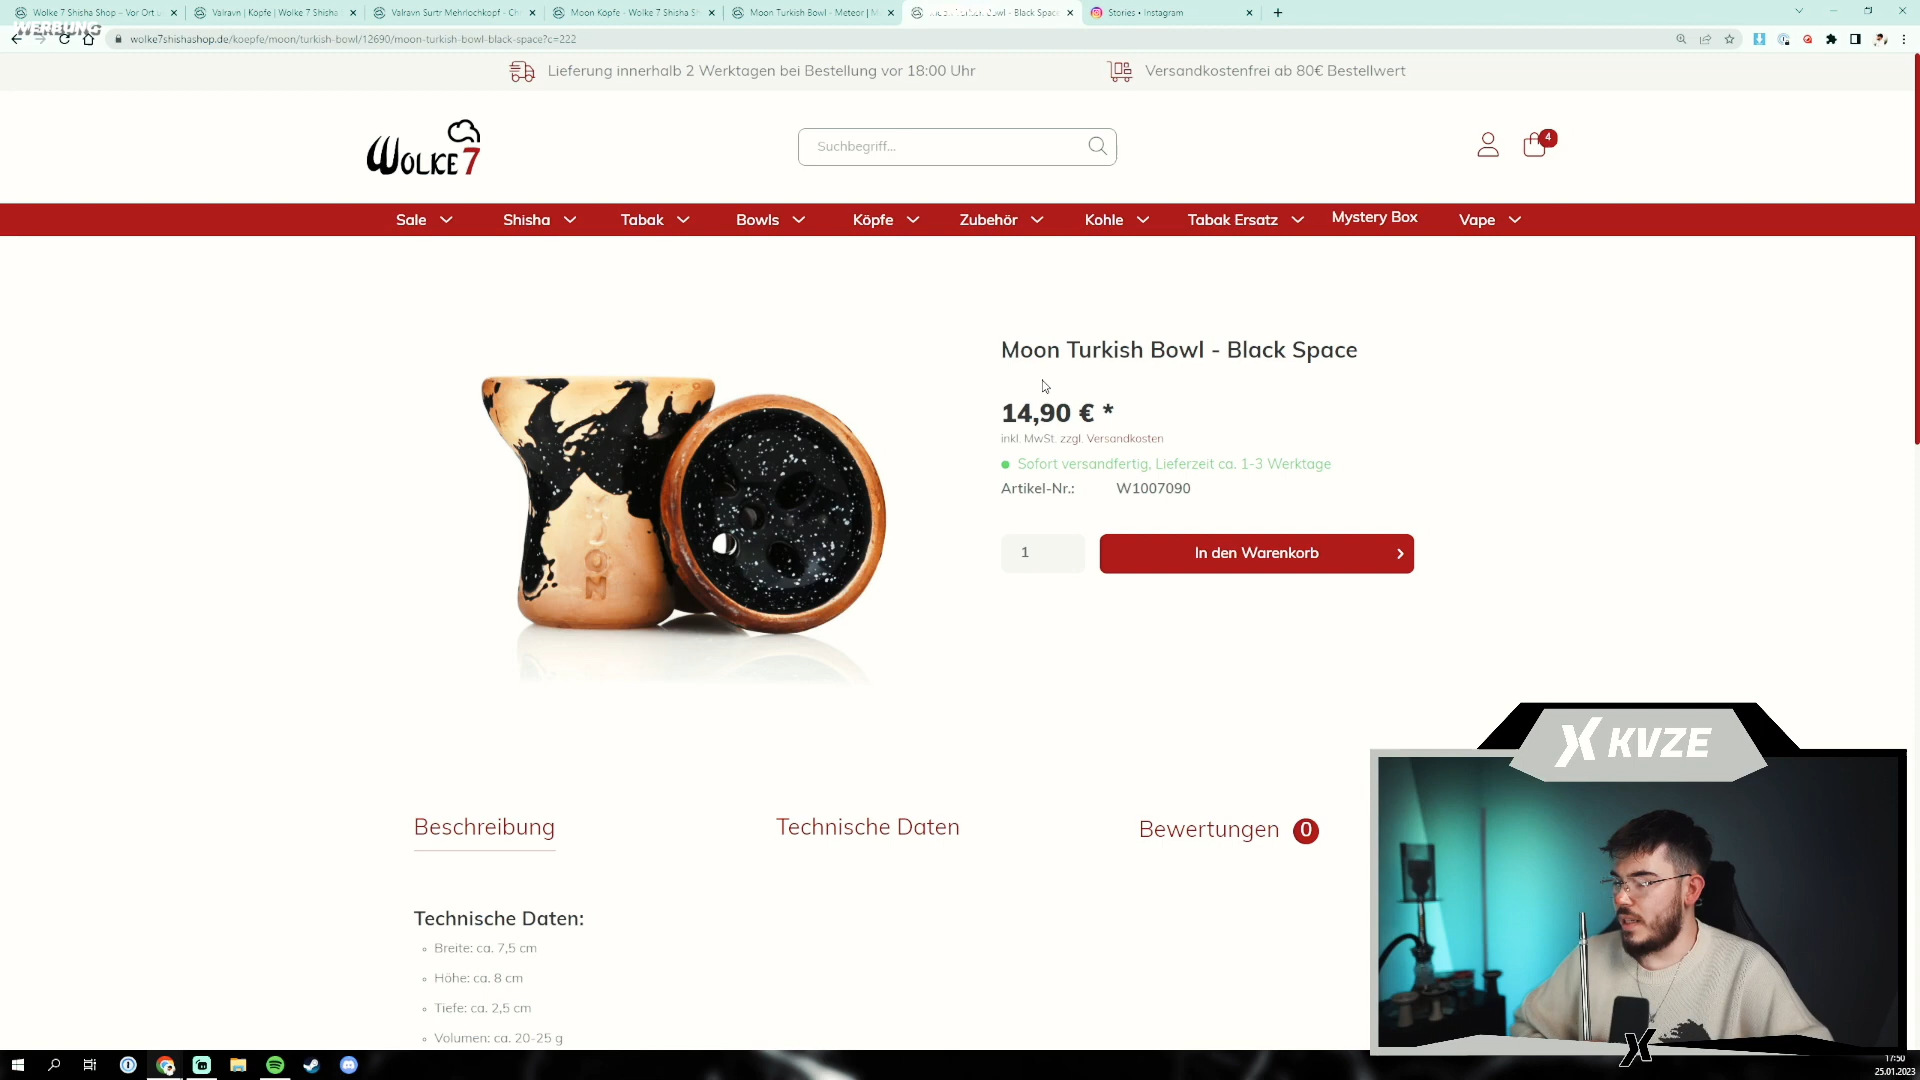 Wolke 7 Shisha Shop – Vor Ort u
Valravn | Köpfe | Wolke 7 Shisha
Valravn Surtr Mehrlochkopf - Ch
Moon Köpfe - Wolke 7 Shisha Sh
Moon Turkish Bowl - Meteor | M
Stories • Instagram
WERBUNG
wolke7shishashop.de/koepfe/moon/turkish-bowl/12690/moon-turkish-bowl-black-space?c=222
Lieferung innerhalb 2 Werktagen bei Bestellung vor 18:00 Uhr
Versandkostenfrei ab 80€ Bestellwert
WOLKE 7
Suchbegriff...
4
Sale
Shisha
Tabak
Bowls
Köpfe
Zubehör
Kohle
Tabak Ersatz
Mystery Box
Vape
Moon Turkish Bowl - Black Space
14,90 € *
inkl. MwSt. zzgl. Versandkosten
Sofort versandfertig, Lieferzeit ca. 1-3 Werktage
Artikel-Nr.: W1007090
1
In den Warenkorb
MOON
X KVZE
Beschreibung
Technische Daten
Bewertungen 0
Technische Daten:
Breite: ca. 7,5 cm
Höhe: ca. 8 cm
Tiefe: ca. 2,5 cm
Volumen: ca. 20-25 g
17:50
25.01.2023